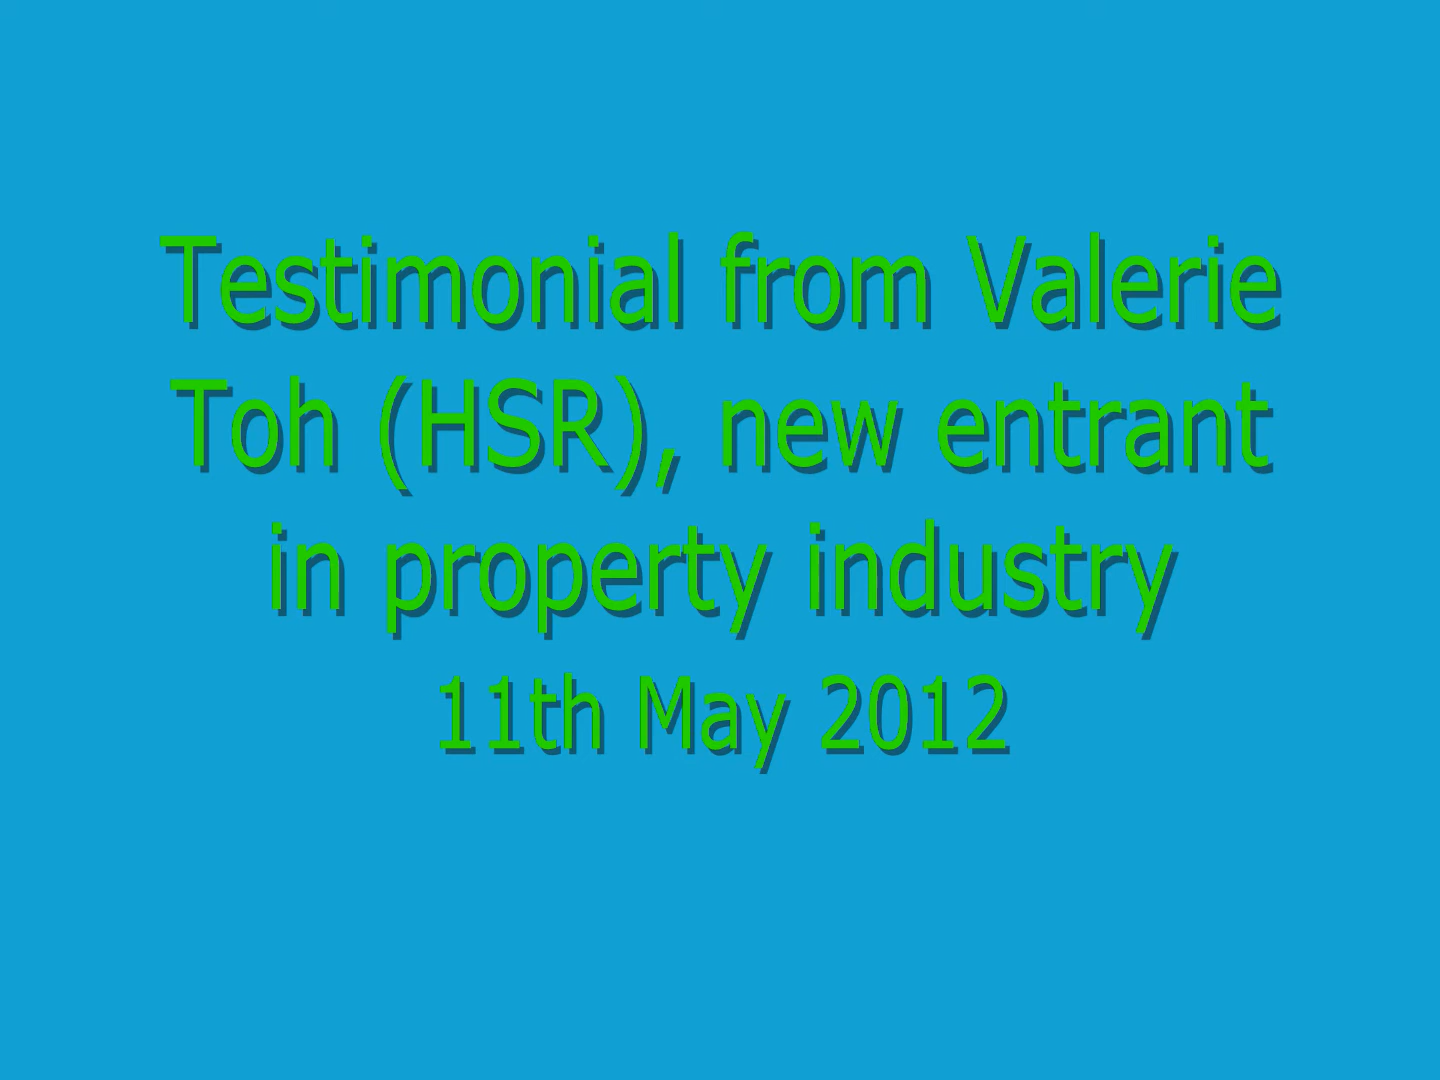 Testimonial from Valerie
Toh (HSR), new entrant
in property industry
11th May 2012